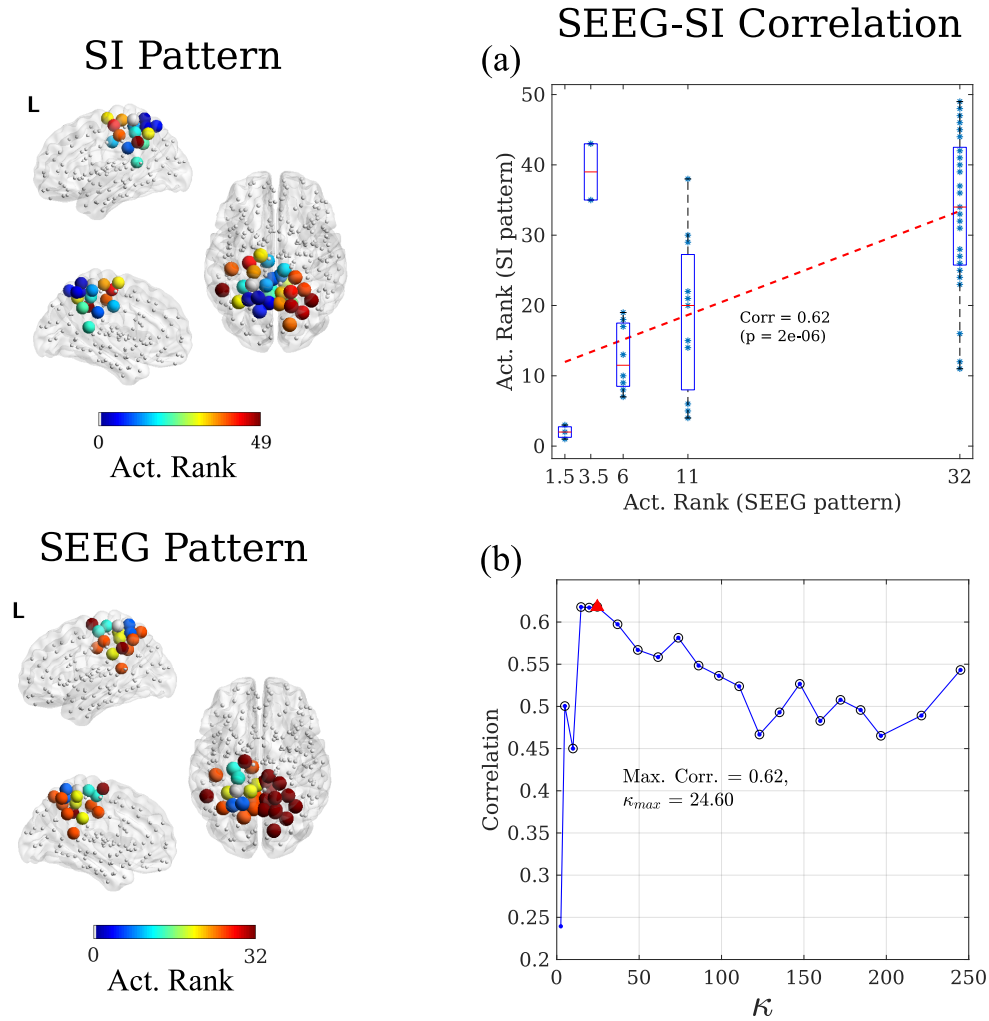 SI Pattern
L
0
49
Act. Rank
SEEG Pattern
L
0
32
Act. Rank
SEEG-SI Correlation
(a)
50
40
30
20
10
0
Act. Rank (SI pattern)
Corr = 0.62
(p = 2e-06)
1.5 3.5 6 11 32
Act. Rank (SEEG pattern)
(b)
0.6
0.55
0.5
0.45
0.4
0.35
0.3
0.25
0.2
Correlation
Max. Corr. = 0.62,
κmax = 24.60
0 50 100 150 200 250
κ